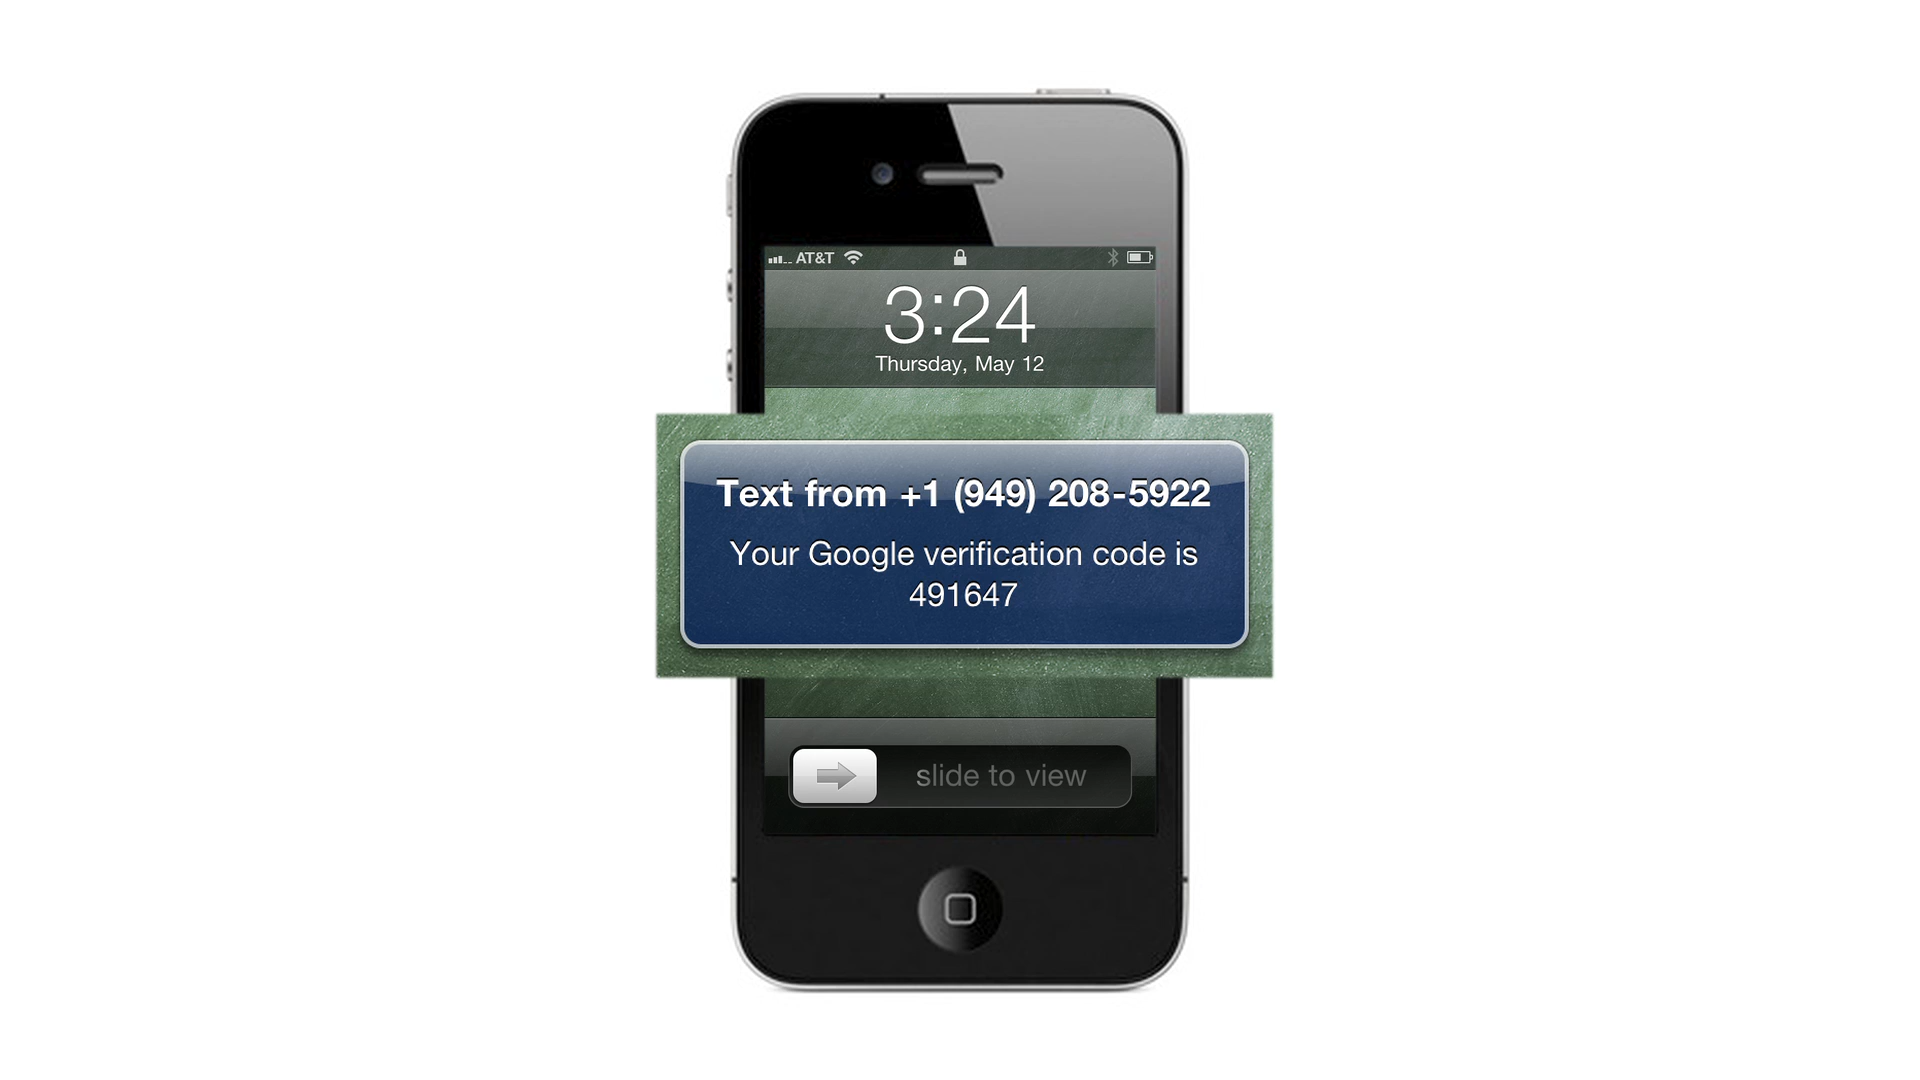 AT&T
3:24
Thursday, May 12
Text from +1 (949) 208-5922
Your Google verification code is
491647
slide to view